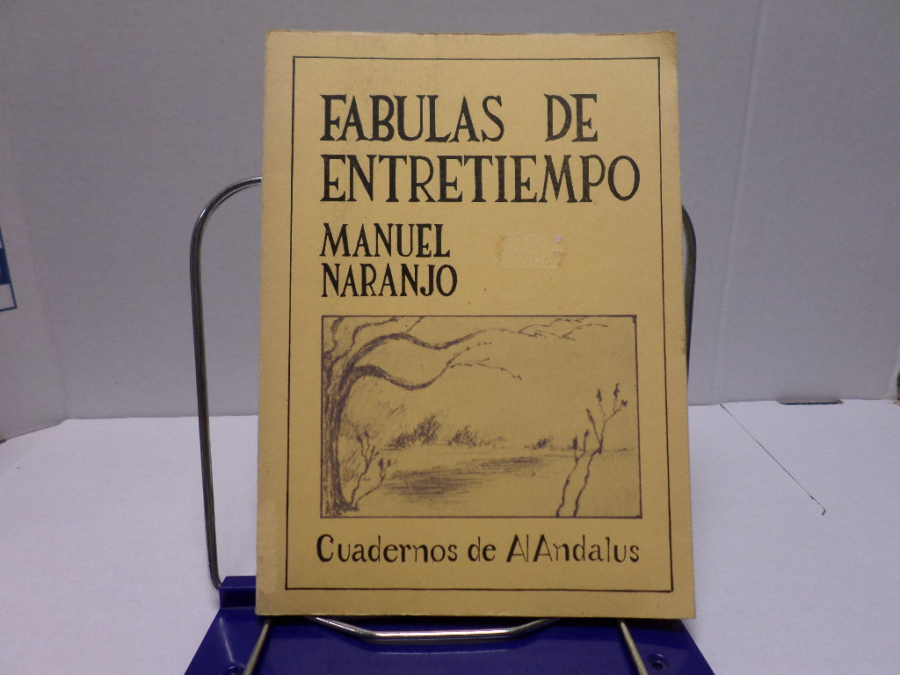 FABULAS DE
ENTRETIEMPO
MANUEL
NARANJO
Cuadernos de AlAndalus